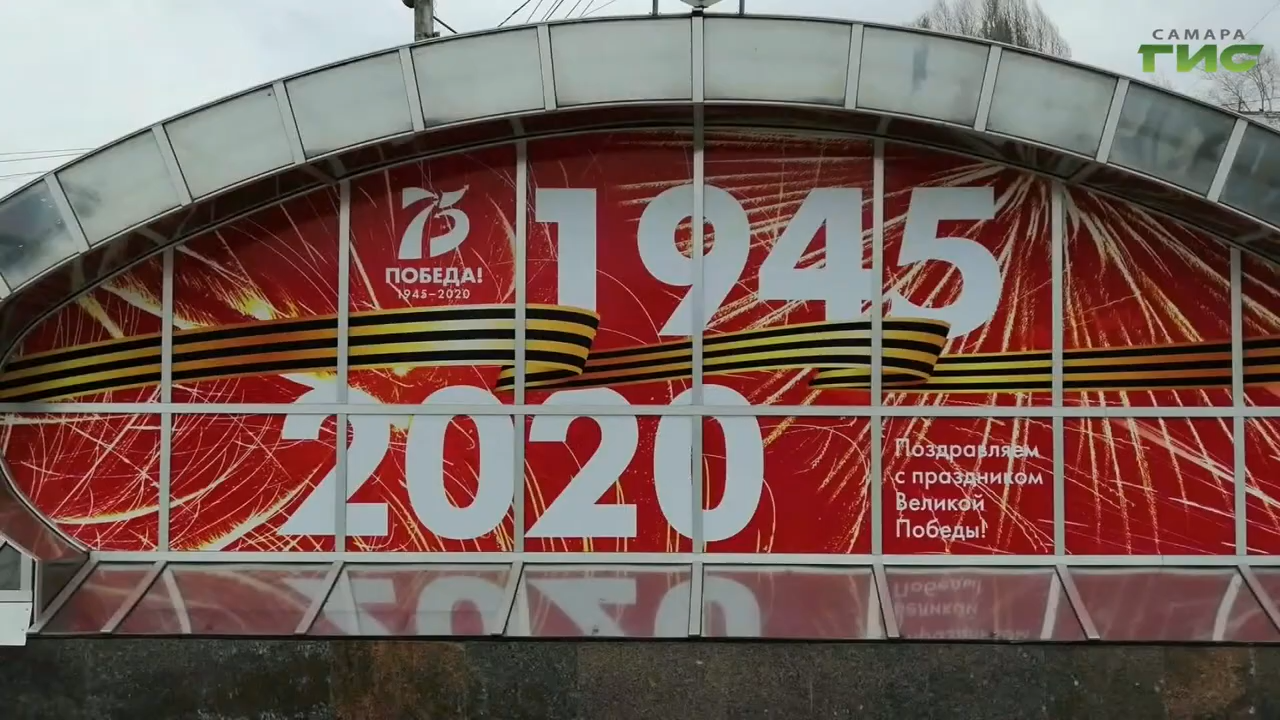 САМАРА
ГИС
75
ПОБЕДА!
1945–2020
1945
2020
Поздравляем
с праздником
Великой
Победы!